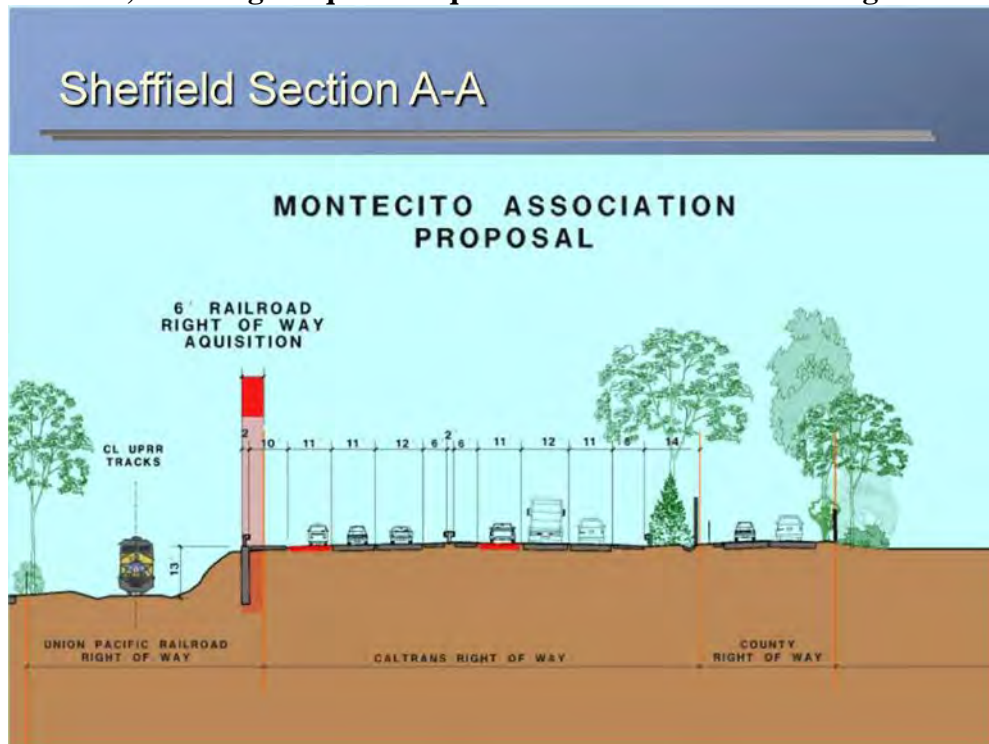 Sheffield Section A-A
MONTECITO ASSOCIATION
PROPOSAL
6' RAILROAD
RIGHT OF WAY
AQUISITION
CL UPRR
TRACKS
2 10 11 11 12 6 2 6 11 12 11 14
13
UNION PACIFIC RAILROAD
RIGHT OF WAY
CALTRANS RIGHT OF WAY
COUNTY
RIGHT OF WAY